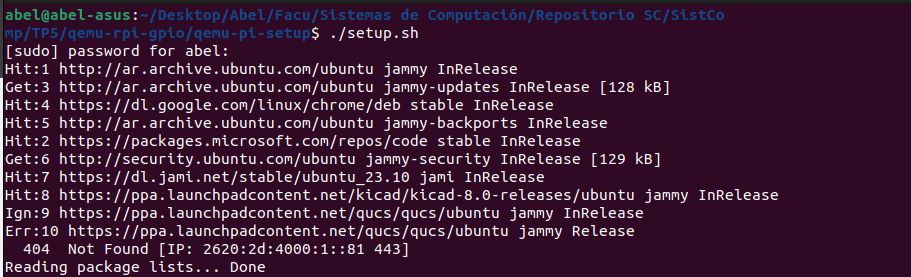 abel@abel-asus:~/Desktop/Abel/Facu/Sistemas de Computación/Repositorio SC/SistCo
mp/TP5/qemu-rpi-gpio/qemu-pi-setup$ ./setup.sh
[sudo] password for abel:
Hit:1 http://ar.archive.ubuntu.com/ubuntu jammy InRelease
Get:3 http://ar.archive.ubuntu.com/ubuntu jammy-updates InRelease [128 kB]
Hit:4 https://dl.google.com/linux/chrome/deb stable InRelease
Hit:5 http://ar.archive.ubuntu.com/ubuntu jammy-backports InRelease
Hit:2 https://packages.microsoft.com/repos/code stable InRelease
Get:6 http://security.ubuntu.com/ubuntu jammy-security InRelease [129 kB]
Hit:7 https://dl.jami.net/stable/ubuntu_23.10 jami InRelease
Hit:8 https://ppa.launchpadcontent.net/kicad/kicad-8.0-releases/ubuntu jammy InRelease
Ign:9 https://ppa.launchpadcontent.net/qucs/qucs/ubuntu jammy InRelease
Err:10 https://ppa.launchpadcontent.net/qucs/qucs/ubuntu jammy Release
  404  Not Found [IP: 2620:2d:4000:1::81 443]
Reading package lists... Done